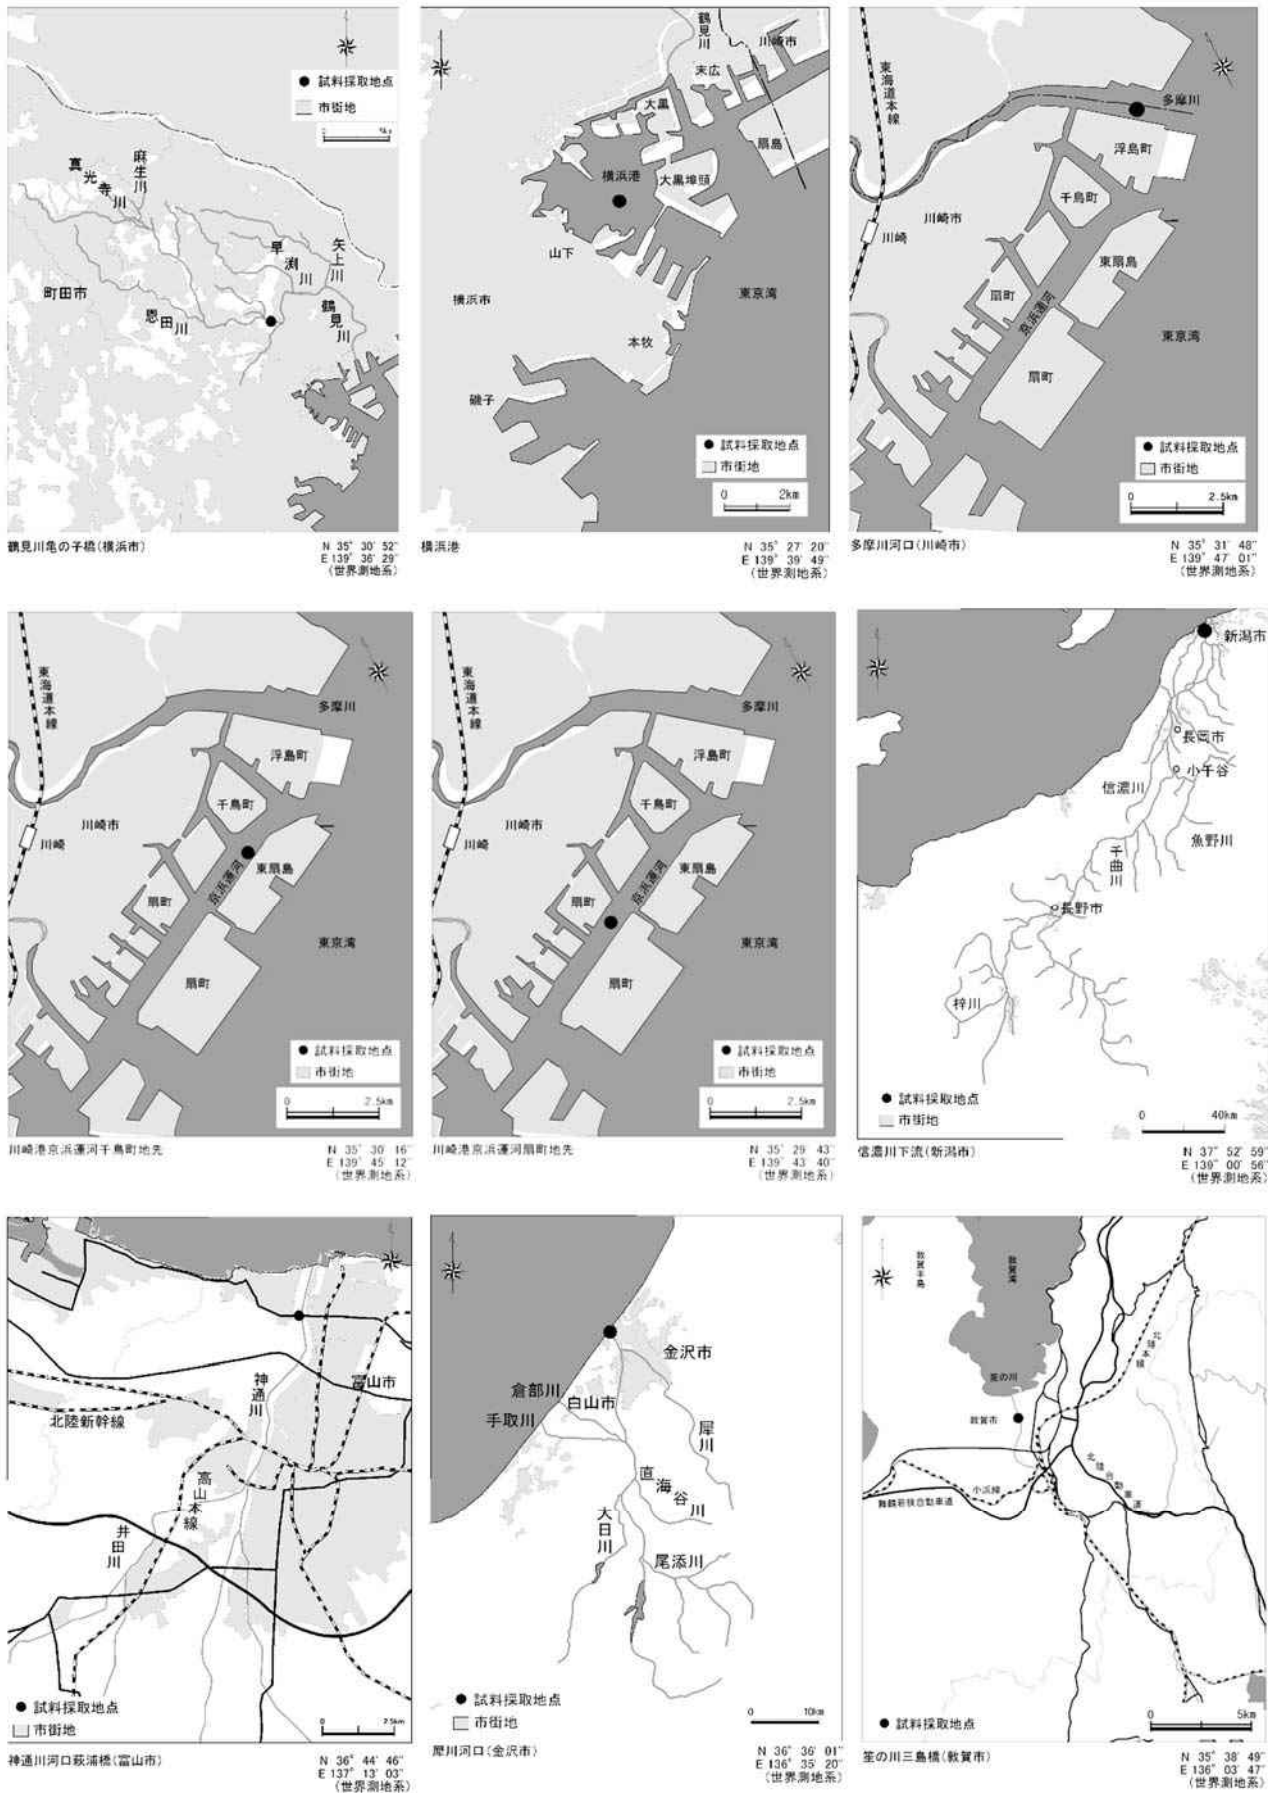 試料採取地点
市街地
真光寺川
麻生川
早渕川
矢上川
鶴見川
町田市
恩田川
鶴見川亀の子橋(横浜市)
N 35° 30' 52"
E 139° 36' 29"
(世界測地系)
鶴見川
川崎市
末広
大黒
扇島
横浜港
大黒埠頭
山下
横浜市
東京湾
本牧
磯子
試料採取地点
市街地
0 2km
横浜港
N 35° 27' 20"
E 139° 39' 49"
(世界測地系)
東海道本線
多摩川
浮島町
千鳥町
川崎市
川崎
東扇島
扇町
京浜運河
東京湾
扇町
試料採取地点
市街地
0 2.5km
多摩川河口(川崎市)
N 35° 31' 48"
E 139° 47' 01"
(世界測地系)
東海道本線
多摩川
浮島町
千鳥町
川崎市
川崎
東扇島
京浜運河
扇町
東京湾
扇町
試料採取地点
市街地
0 2.5km
川崎港京浜運河千鳥町地先
N 35° 30' 16"
E 139° 45' 12"
(世界測地系)
東海道本線
多摩川
浮島町
千鳥町
川崎市
川崎
東扇島
京浜運河
扇町
東京湾
扇町
試料採取地点
市街地
0 2.5km
川崎港京浜運河扇町地先
N 35° 29' 43"
E 139° 43' 40"
(世界測地系)
新潟市
長岡市
小千谷
信濃川
魚野川
千曲川
長野市
梓川
試料採取地点
市街地
0 40km
信濃川下流(新潟市)
N 37° 52' 59"
E 139° 00' 56"
(世界測地系)
神通川
富山市
北陸新幹線
高山本線
井田川
試料採取地点
市街地
0 2.5km
神通川河口萩浦橋(富山市)
N 36° 44' 46"
E 137° 13' 03"
(世界測地系)
金沢市
倉部川
白山市
手取川
犀川
直海谷川
大日川
尾添川
試料採取地点
市街地
0 10km
犀川河口(金沢市)
N 36° 36' 01"
E 136° 35' 20"
(世界測地系)
敦賀半島
敦賀湾
北陸本線
笙の川
敦賀市
北陸自動車道
小浜線
舞鶴若狭自動車道
試料採取地点
0 5km
笙の川三島橋(敦賀市)
N 35° 38' 49"
E 136° 03' 47"
(世界測地系)